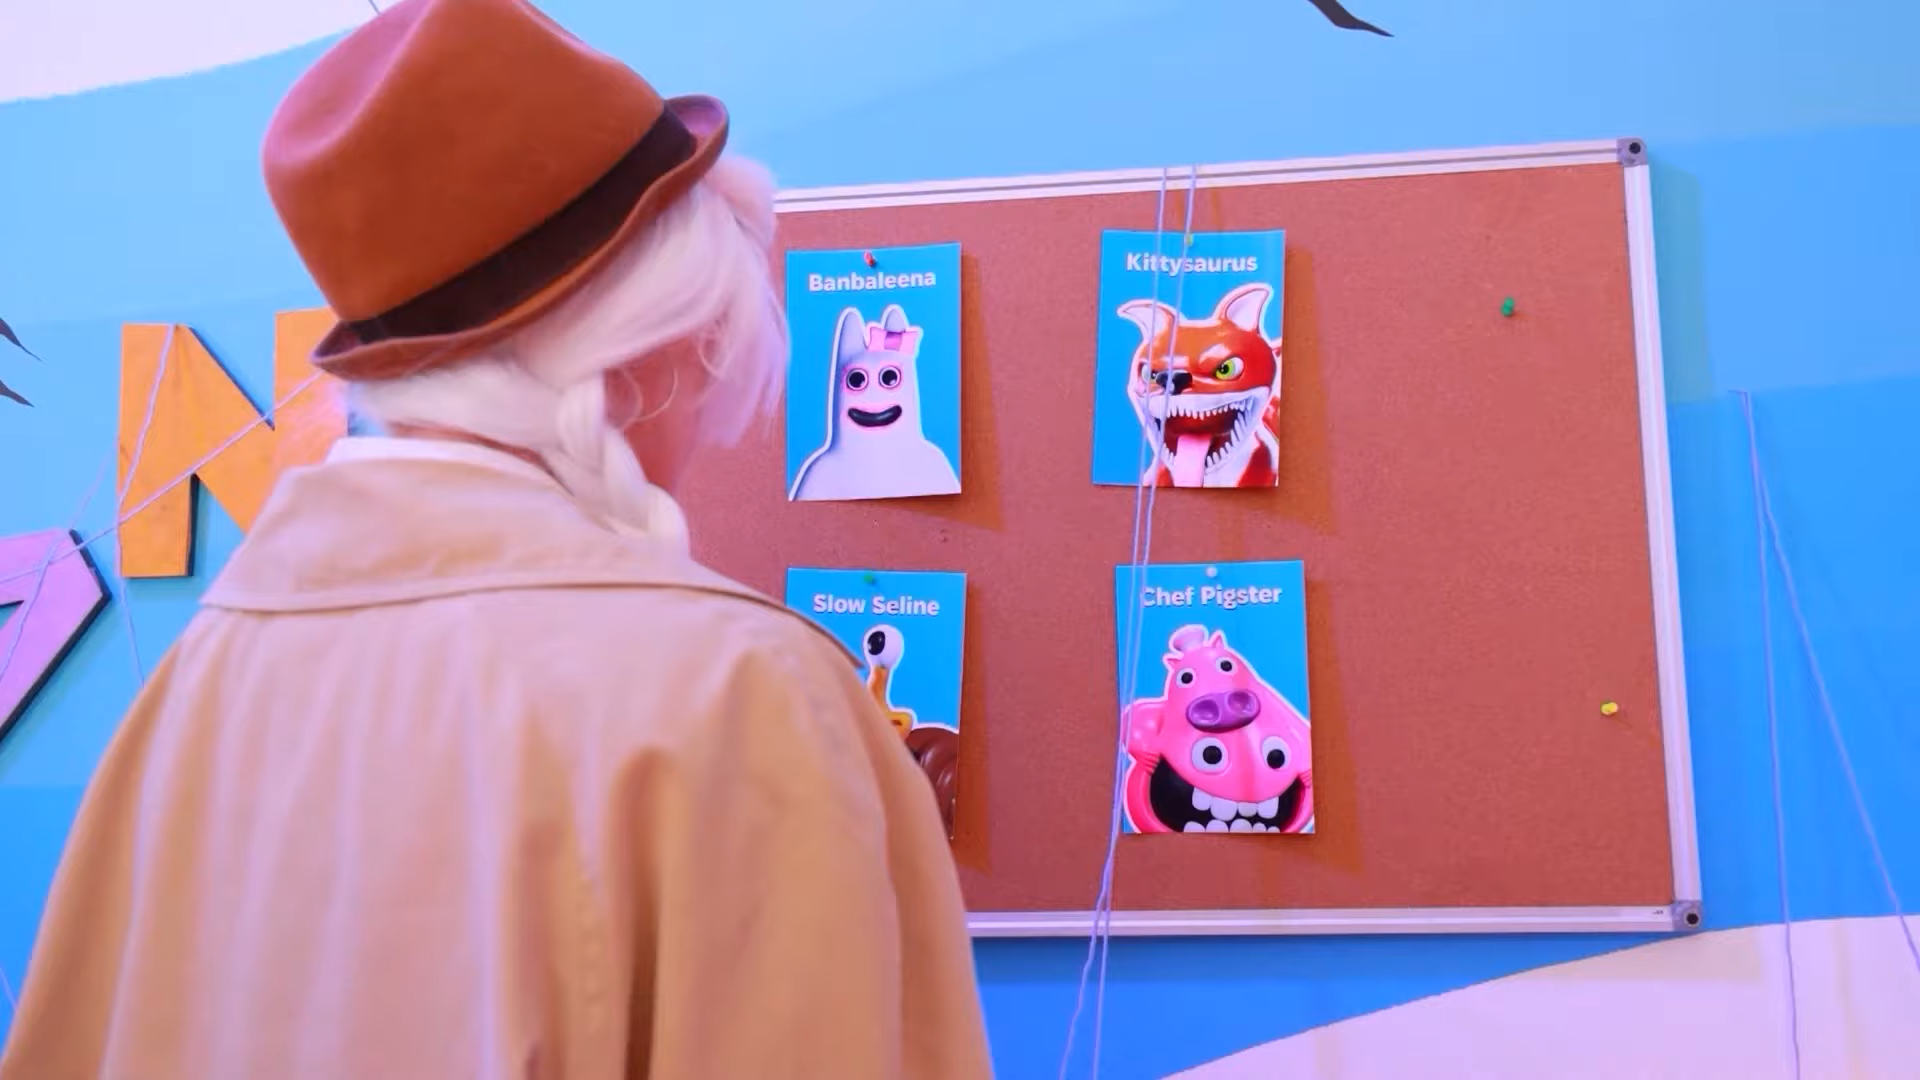 N
Banbaleena
Kittysaurus
Slow Seline
Chef Pigster